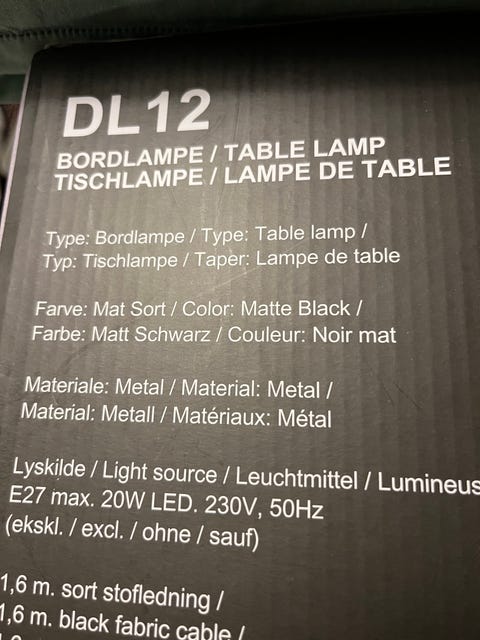 DL12
BORDLAMPE / TABLE LAMP
TISCHLAMPE / LAMPE DE TABLE
Type: Bordlampe / Type: Table lamp /
Typ: Tischlampe / Taper: Lampe de table
Farve: Mat Sort / Color: Matte Black /
Farbe: Matt Schwarz / Couleur: Noir mat
Materiale: Metal / Material: Metal /
Material: Metall / Matériaux: Métal
Lyskilde / Light source / Leuchtmittel / Lumineus
E27 max. 20W LED. 230V, 50Hz
(ekskl. / excl. / ohne / sauf)
1,6 m. sort stofledning /
1,6 m. black fabric cable /